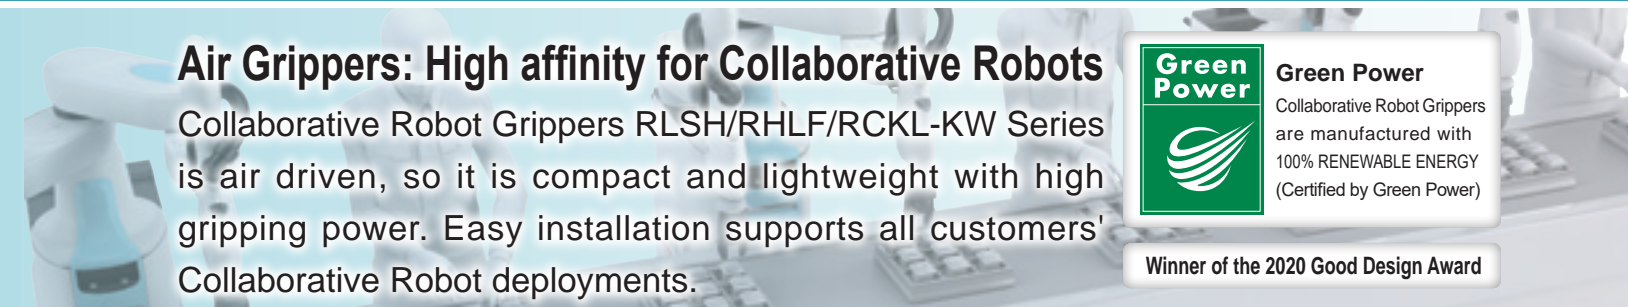 Air Grippers: High affinity for Collaborative Robots
Collaborative Robot Grippers RLSH/RHLF/RCKL-KW Series
is air driven, so it is compact and lightweight with high
gripping power. Easy installation supports all customers'
Collaborative Robot deployments.
Green
Power
Green Power
Collaborative Robot Grippers
are manufactured with
100% RENEWABLE ENERGY
(Certified by Green Power)
Winner of the 2020 Good Design Award